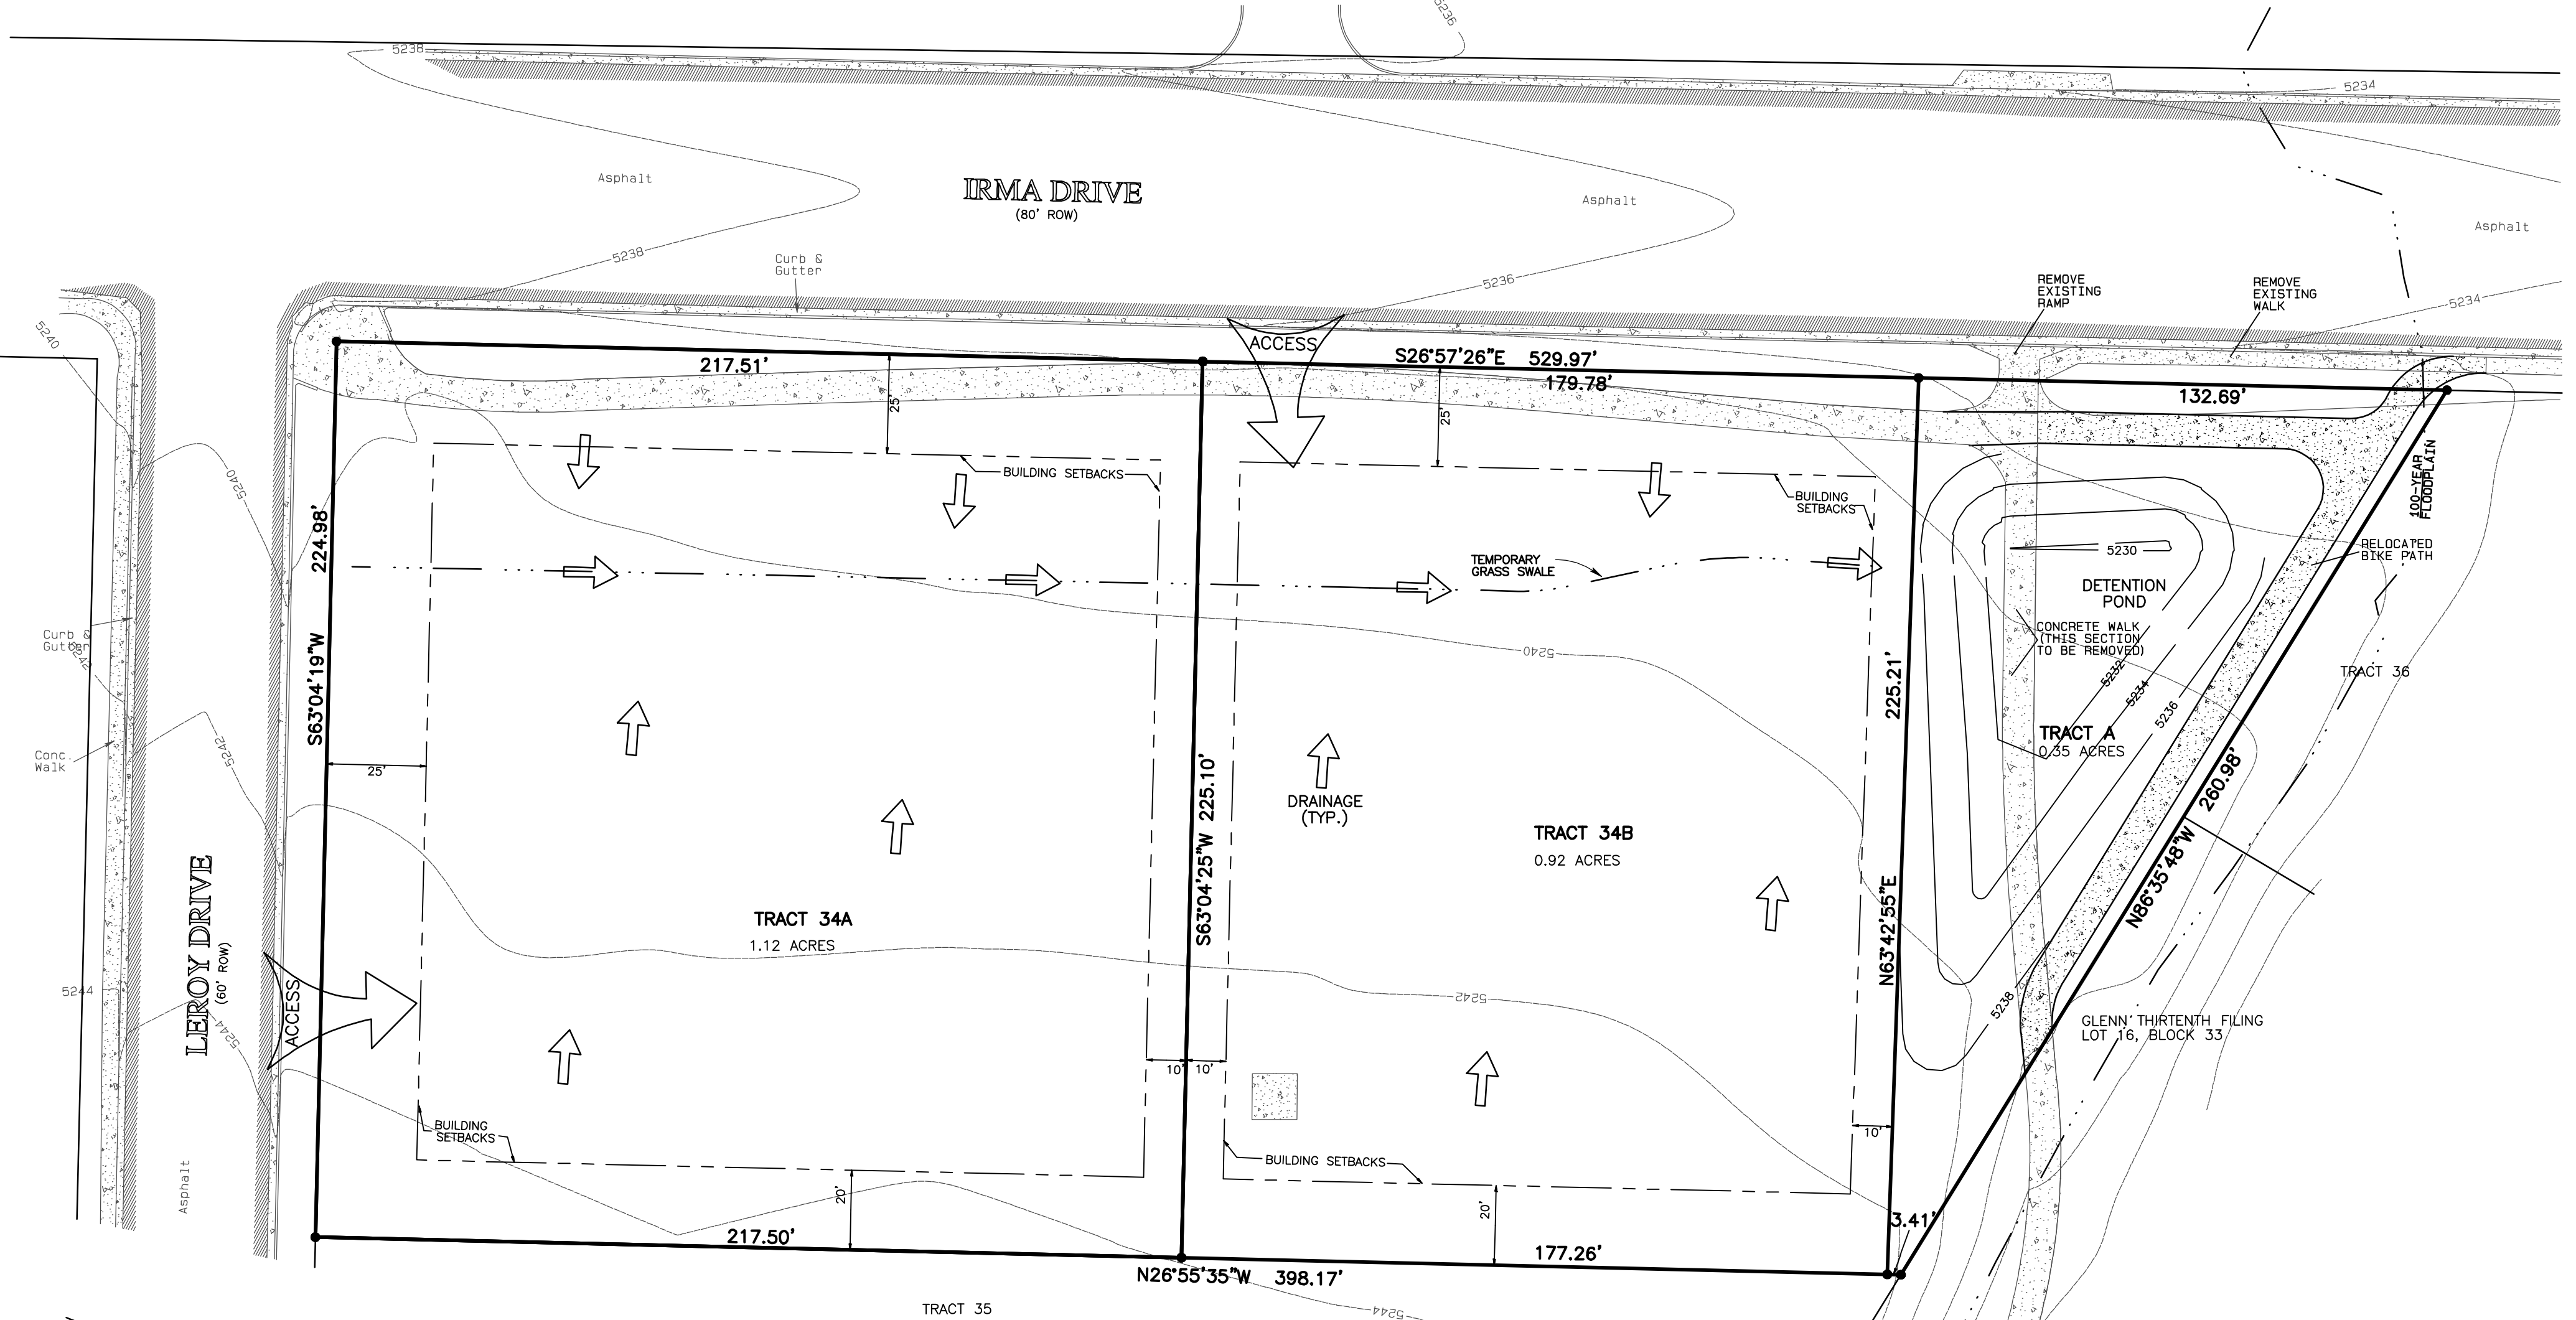 5236
5238
5234
Asphalt
IRMA DRIVE
(80' ROW)
Asphalt
Asphalt
5238
Curb &
Gutter
5236
REMOVE
EXISTING
RAMP
REMOVE
EXISTING
WALK
5234
5240
ACCESS
217.51'
S26°57'26"E 529.97'
179.78'
132.69'
25'
25'
BUILDING SETBACKS
BUILDING
SETBACKS
100-YEAR
FLOODPLAIN
5240
224.98'
S63°04'19"W
TEMPORARY
GRASS SWALE
5230
RELOCATED
BIKE PATH
DETENTION
POND
CONCRETE WALK
(THIS SECTION
TO BE REMOVED)
Curb &
Gutter
5242
5240
TRACT 36
5232
5234
5236
225.21'
N63°42'55"E
TRACT A
0.35 ACRES
Conc.
Walk
5242
25'
S63°04'25"W 225.10'
DRAINAGE
(TYP.)
260.98'
N86°35'48"W
TRACT 34B
0.92 ACRES
TRACT 34A
1.12 ACRES
LEROY DRIVE
(60' ROW)
5244
5244
ACCESS
5242
5238
GLENN' THIRTENTH FILING
LOT 16, BLOCK 33
10' 10'
10'
BUILDING
SETBACKS
BUILDING SETBACKS
Asphalt
20'
20'
3.41'
217.50'
177.26'
N26°55'35"W 398.17'
TRACT 35
5244